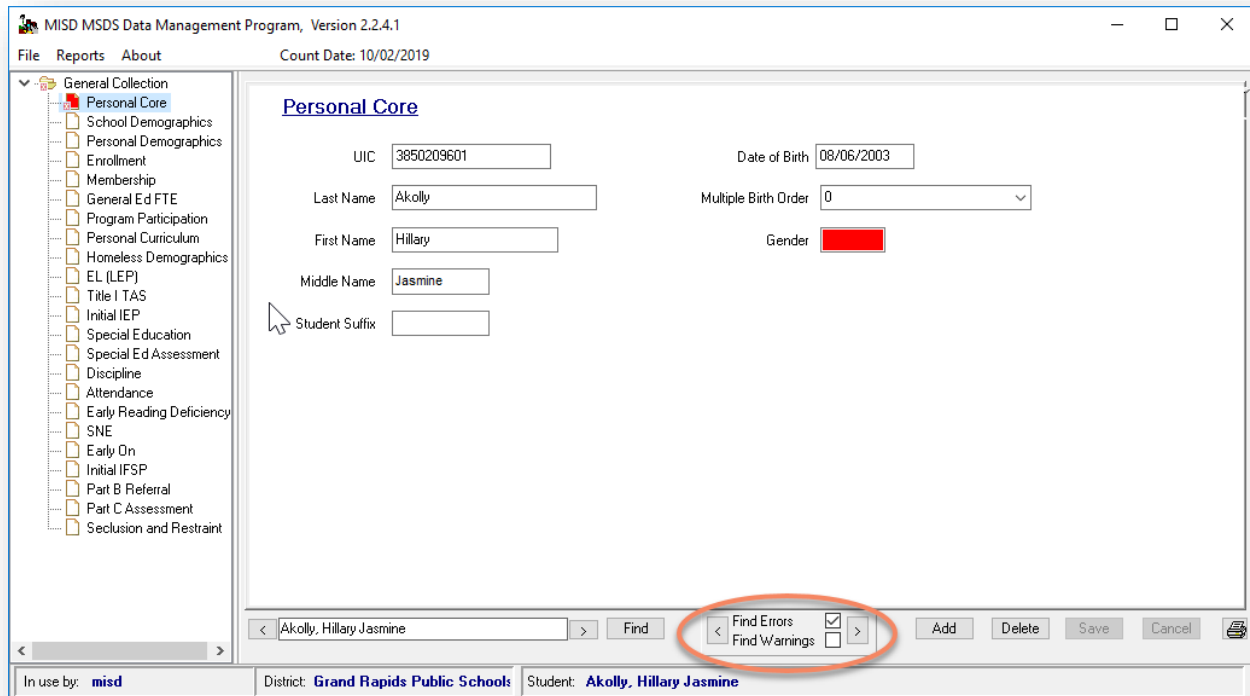 MISD MSDS Data Management Program, Version 2.2.4.1
File Reports About Count Date: 10/02/2019
General Collection
Personal Core
School Demographics
Personal Demographics
Enrollment
Membership
General Ed FTE
Program Participation
Personal Curriculum
Homeless Demographics
EL (LEP)
Title I TAS
Initial IEP
Special Education
Special Ed Assessment
Discipline
Attendance
Early Reading Deficiency
SNE
Early On
Initial IFSP
Part B Referral
Part C Assessment
Seclusion and Restraint
Personal Core
UIC 3850209601 Date of Birth 08/06/2003
Last Name Akolly Multiple Birth Order 0
First Name Hillary Gender
Middle Name Jasmine
Student Suffix
< Akolly, Hillary Jasmine > Find < Find Errors > Add Delete Save Cancel
Find Warnings
In use by: misd District: Grand Rapids Public Schools Student: Akolly, Hillary Jasmine